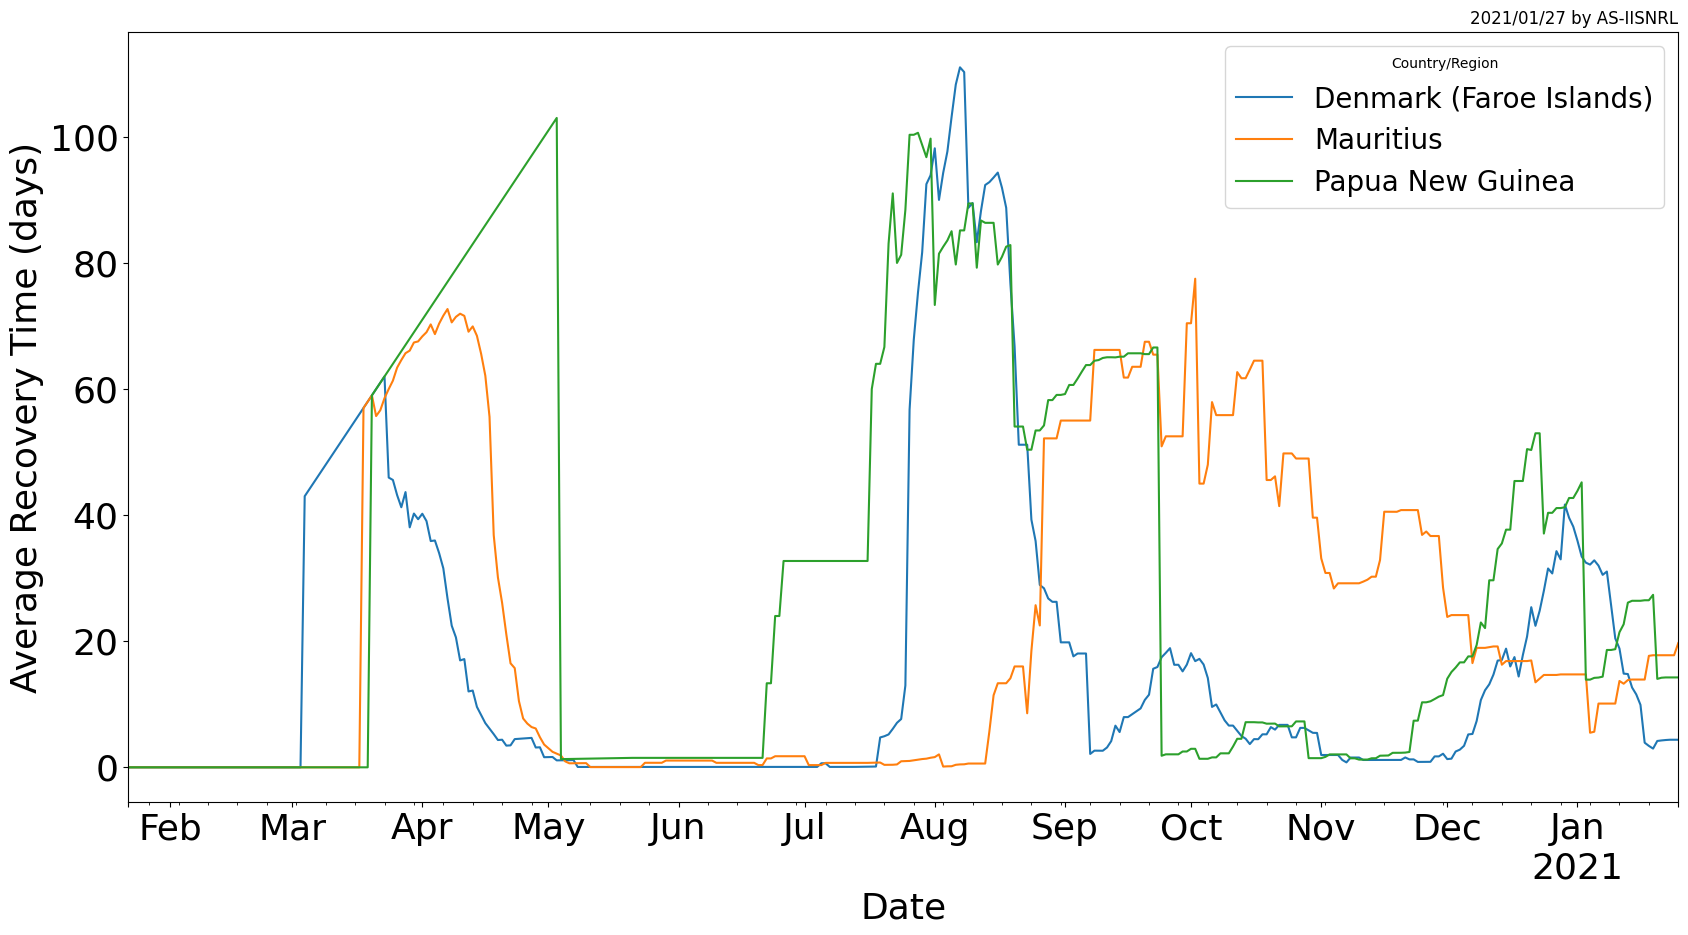 2021/01/27 by AS-IISNRL
Country/Region
Denmark (Faroe Islands)
Mauritius
Papua New Guinea
Average Recovery Time (days)
100
80
60
40
20
0
Feb Mar Apr May Jun Jul Aug Sep Oct Nov Dec Jan
2021
Date